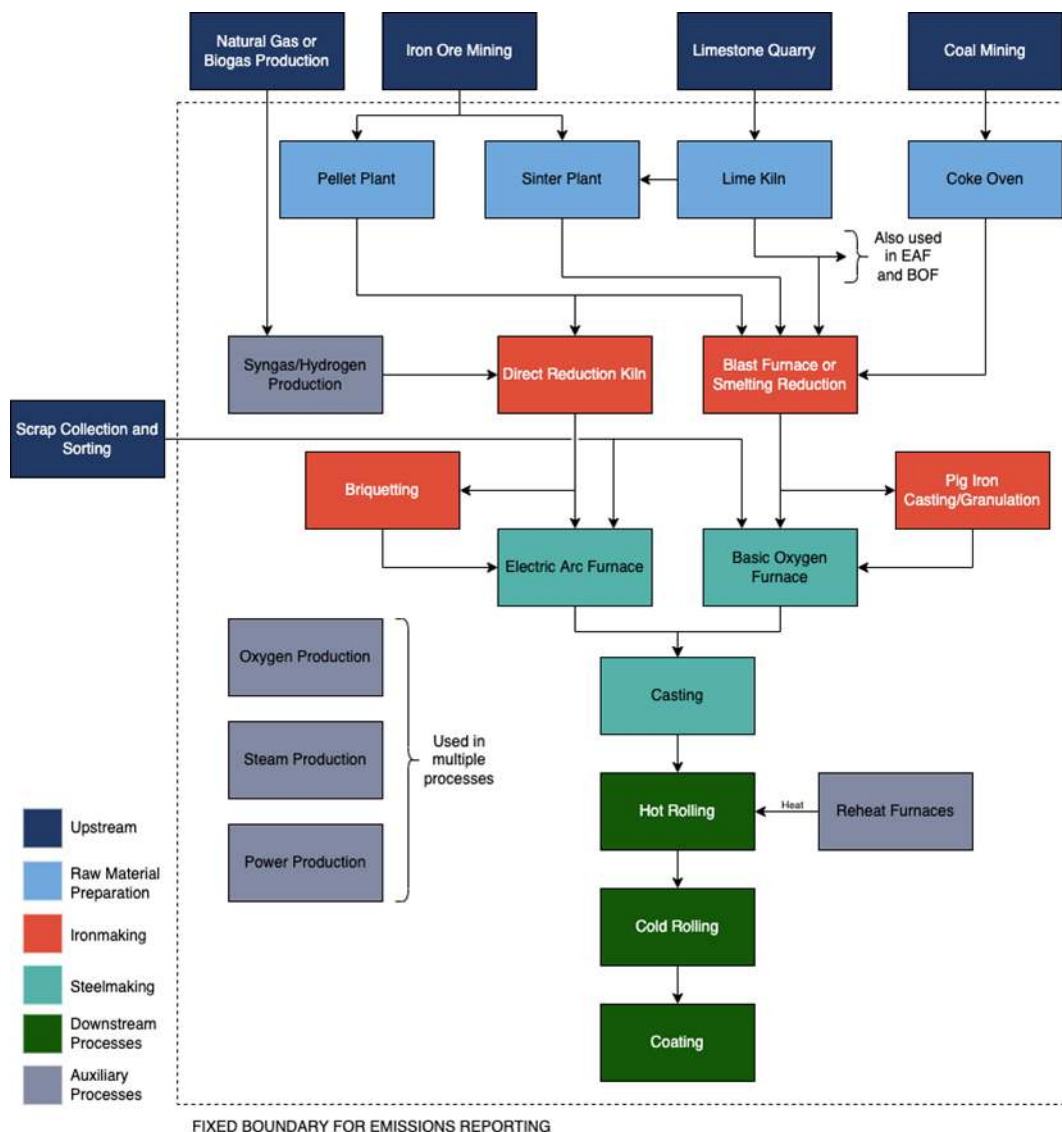 Natural Gas or
Biogas Production
Iron Ore Mining
Limestone Quarry
Coal Mining
Pellet Plant
Sinter Plant
Lime Kiln
Coke Oven
Also used
in EAF
and BOF
Syngas/Hydrogen
Production
Direct Reduction Kiln
Blast Furnace or
Smelting Reduction
Scrap Collection and
Sorting
Briquetting
Pig Iron
Casting/Granulation
Electric Arc Furnace
Basic Oxygen
Furnace
Oxygen Production
Casting
Steam Production
Used in
multiple
processes
Hot Rolling
Heat
Reheat Furnaces
Power Production
Cold Rolling
Coating
Upstream
Raw Material
Preparation
Ironmaking
Steelmaking
Downstream
Processes
Auxiliary
Processes
FIXED BOUNDARY FOR EMISSIONS REPORTING